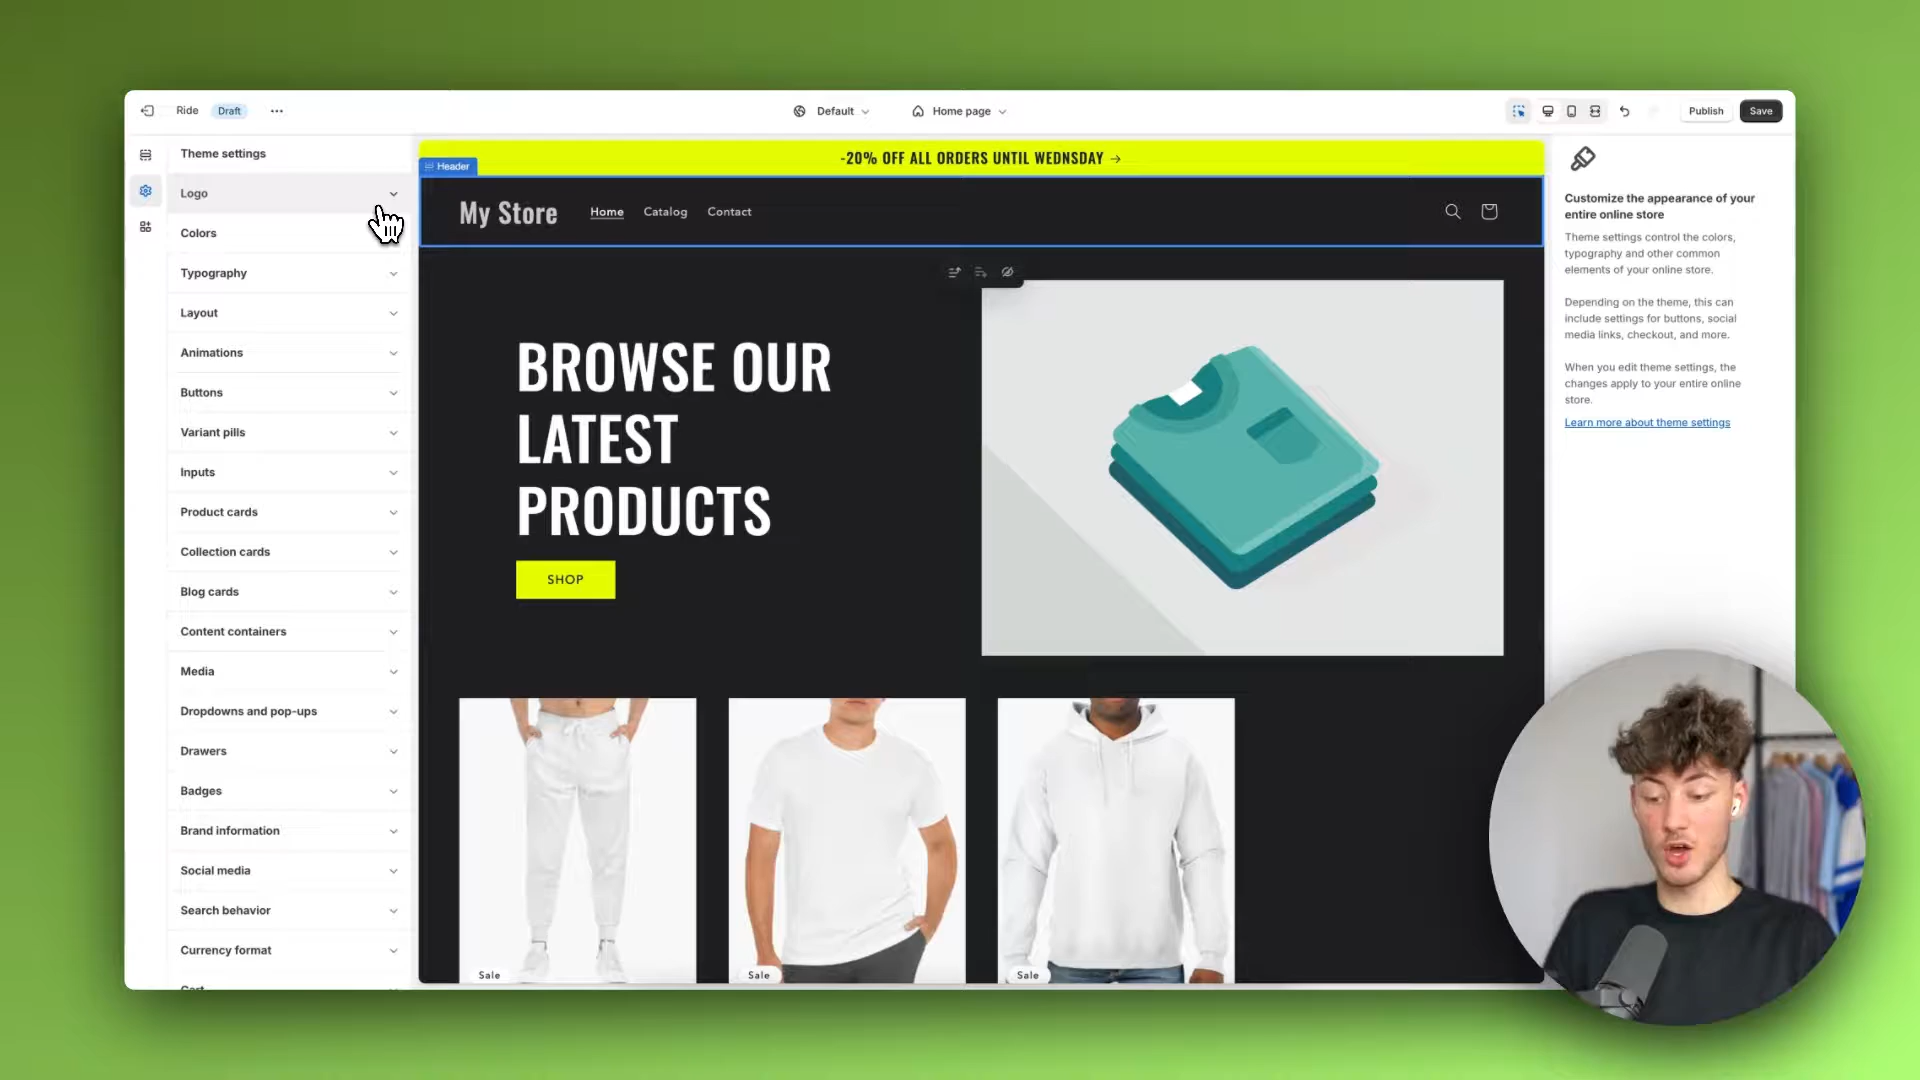 Ride Draft
Default
Home page
Publish
Save
Theme settings
Logo
Colors
Typography
Layout
Animations
Buttons
Variant pills
Inputs
Product cards
Collection cards
Blog cards
Content containers
Media
Dropdowns and pop-ups
Drawers
Badges
Brand information
Social media
Search behavior
Currency format
Cart
-20% OFF ALL ORDERS UNTIL WEDNSDAY →
Header
My Store Home Catalog Contact
BROWSE OUR
LATEST
PRODUCTS
SHOP
Sale
Sale
Sale
Customize the appearance of your
entire online store
Theme settings control the colors,
typography and other common
elements of your online store.
Depending on the theme, this can
include settings for buttons, social
media links, checkout, and more.
When you edit theme settings, the
changes apply to your entire online
store.
Learn more about theme settings